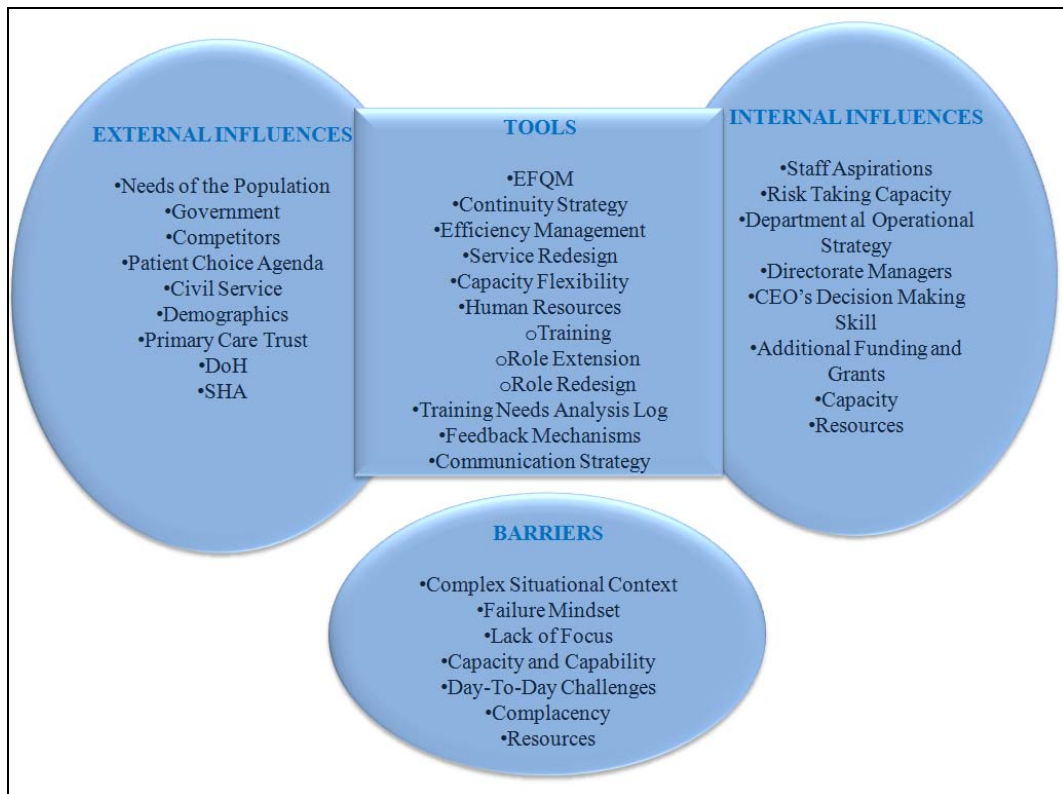 EXTERNAL INFLUENCES
•Needs of the Population
•Government
•Competitors
•Patient Choice Agenda
•Civil Service
•Demographics
•Primary Care Trust
•DoH
•SHA
TOOLS
•EFQM
•Continuity Strategy
•Efficiency Management
•Service Redesign
•Capacity Flexibility
•Human Resources
oTraining
oRole Extension
oRole Redesign
•Training Needs Analysis Log
•Feedback Mechanisms
•Communication Strategy
INTERNAL INFLUENCES
•Staff Aspirations
•Risk Taking Capacity
•Department al Operational
Strategy
•Directorate Managers
•CEO’s Decision Making
Skill
•Additional Funding and
Grants
•Capacity
•Resources
BARRIERS
•Complex Situational Context
•Failure Mindset
•Lack of Focus
•Capacity and Capability
•Day-To-Day Challenges
•Complacency
•Resources